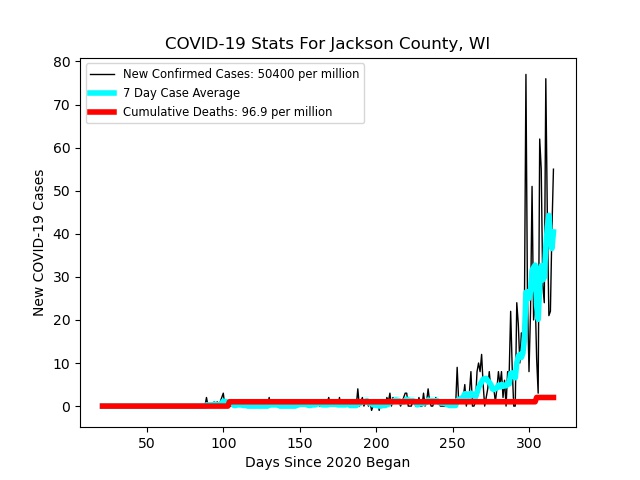 COVID-19 Stats For Jackson County, WI
New Confirmed Cases: 50400 per million
7 Day Case Average
Cumulative Deaths: 96.9 per million
80
70
60
50
40
30
20
10
0
New COVID-19 Cases
50 100 150 200 250 300
Days Since 2020 Began